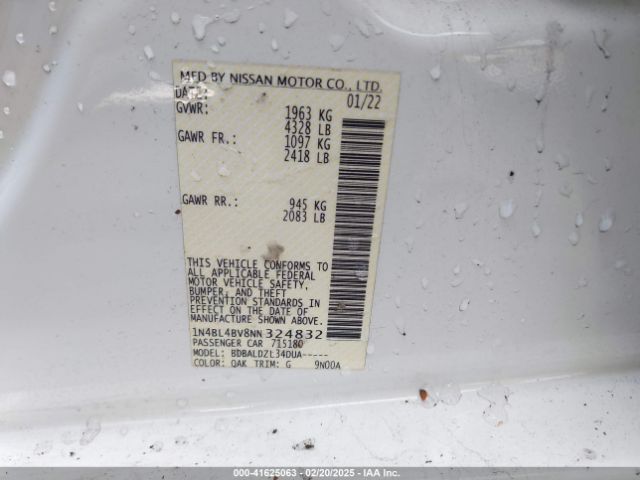 MFD BY NISSAN MOTOR CO., LTD.
DATE: 01/22
GVWR: 1963 KG
4328 LB
GAWR FR.: 1097 KG
2418 LB
GAWR RR.: 945 KG
2083 LB
THIS VEHICLE CONFORMS TO
ALL APPLICABLE FEDERAL
MOTOR VEHICLE SAFETY,
BUMPER, AND THEFT
PREVENTION STANDARDS IN
EFFECT ON THE DATE OF
MANUFACTURE SHOWN ABOVE.
1N4BL4BV8NN324832
PASSENGER CAR 715180
MODEL: BDBALDZL34DUA-----
COLOR: QAK TRIM: G 9N00A
000-41625063 - 02/20/2025 - IAA Inc.